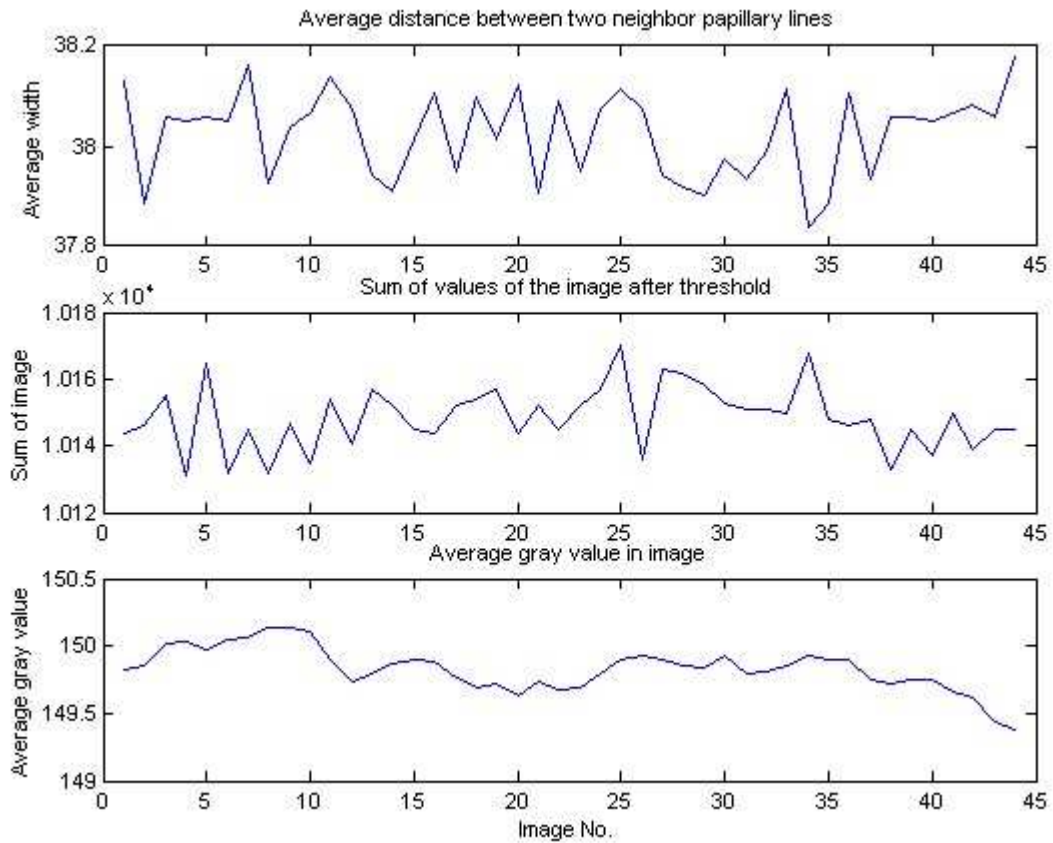 Average distance between two neighbor papillary lines
38.2
38
37.8
Average width
0 5 10 15 20 25 30 35 40 45
Sum of values of the image after threshold
x 10⁴
1.018
1.016
1.014
1.012
Sum of image
0 5 10 15 20 25 30 35 40 45
Average gray value in image
150.5
150
149.5
149
Average gray value
0 5 10 15 20 25 30 35 40 45
Image No.